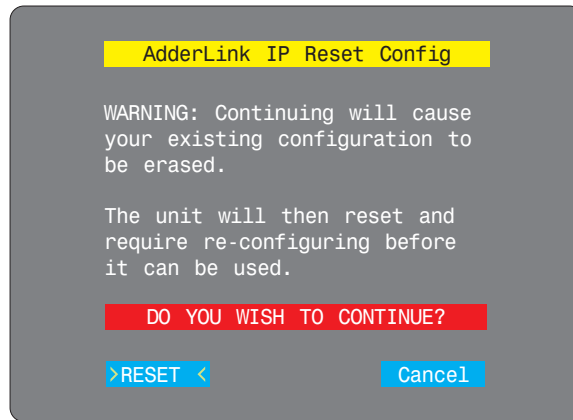 AdderLink IP Reset Config
WARNING: Continuing will cause
your existing configuration to
be erased.
The unit will then reset and
require re-configuring before
it can be used.
DO YOU WISH TO CONTINUE?
>RESET < Cancel